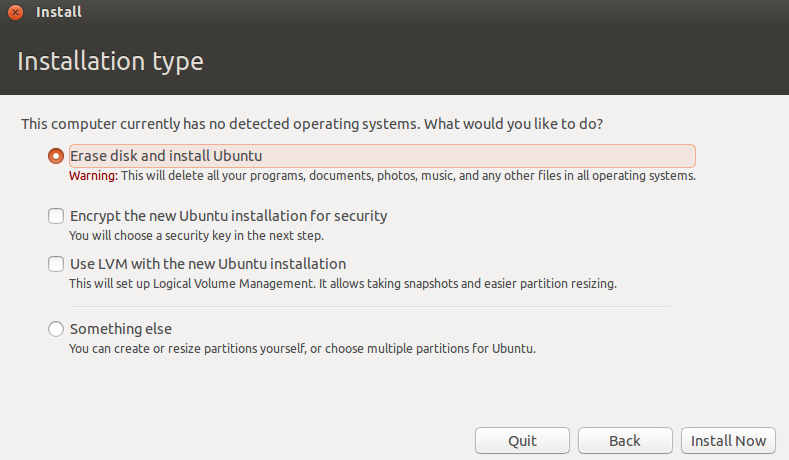 Install
Installation type
This computer currently has no detected operating systems. What would you like to do?
Erase disk and install Ubuntu
Warning: This will delete all your programs, documents, photos, music, and any other files in all operating systems.
Encrypt the new Ubuntu installation for security
You will choose a security key in the next step.
Use LVM with the new Ubuntu installation
This will set up Logical Volume Management. It allows taking snapshots and easier partition resizing.
Something else
You can create or resize partitions yourself, or choose multiple partitions for Ubuntu.
Quit Back Install Now